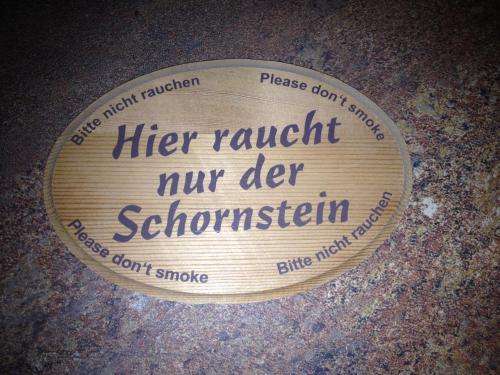 Bitte nicht rauchen
Please don't smoke
Hier raucht
nur der
Schornstein
Please don't smoke
Bitte nicht rauchen